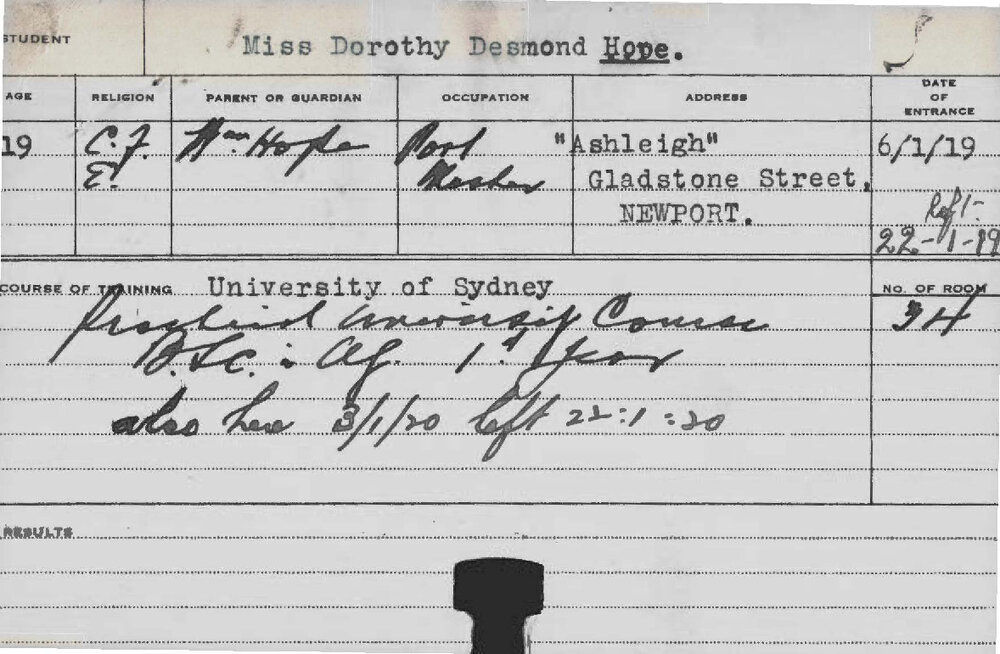 STUDENT Miss Dorothy Desmond Hope.
AGE RELIGION PARENT OR GUARDIAN OCCUPATION ADDRESS DATE OF ENTRANCE
19 C. of Wm Hope Port "Ashleigh" 6/1/19
E. Master Gladstone Street,
NEWPORT. left-
22-1-19
COURSE OF TRAINING University of Sydney NO. OF ROOM
University Course 34
B.Sc. : Ag. 1st Year
also here 3/1/20 left 22:1:20
RESULTS